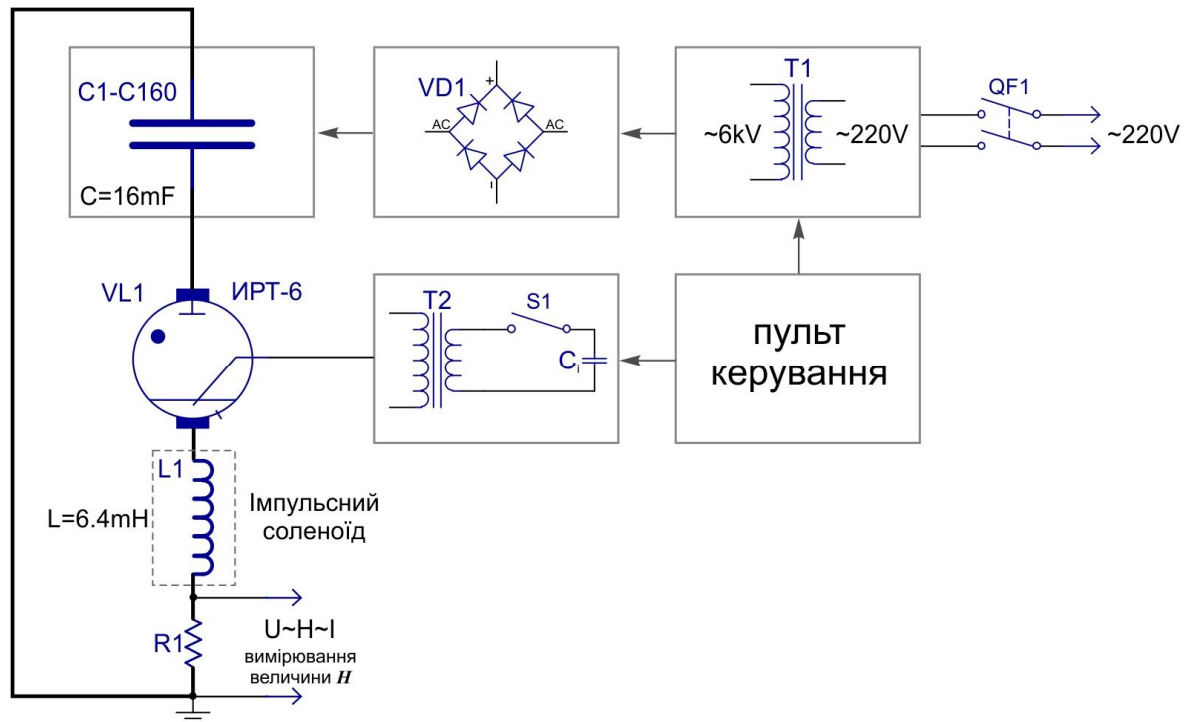 C1-C160
C=16mF
VD1
+
AC
AC
-
T1
~6kV
~220V
QF1
~220V
VL1
ИРТ-6
T2
S1
Ci
пульт
керування
L1
L=6.4mH
Імпульсний
соленоїд
R1
U~H~I
вимірювання
величини H